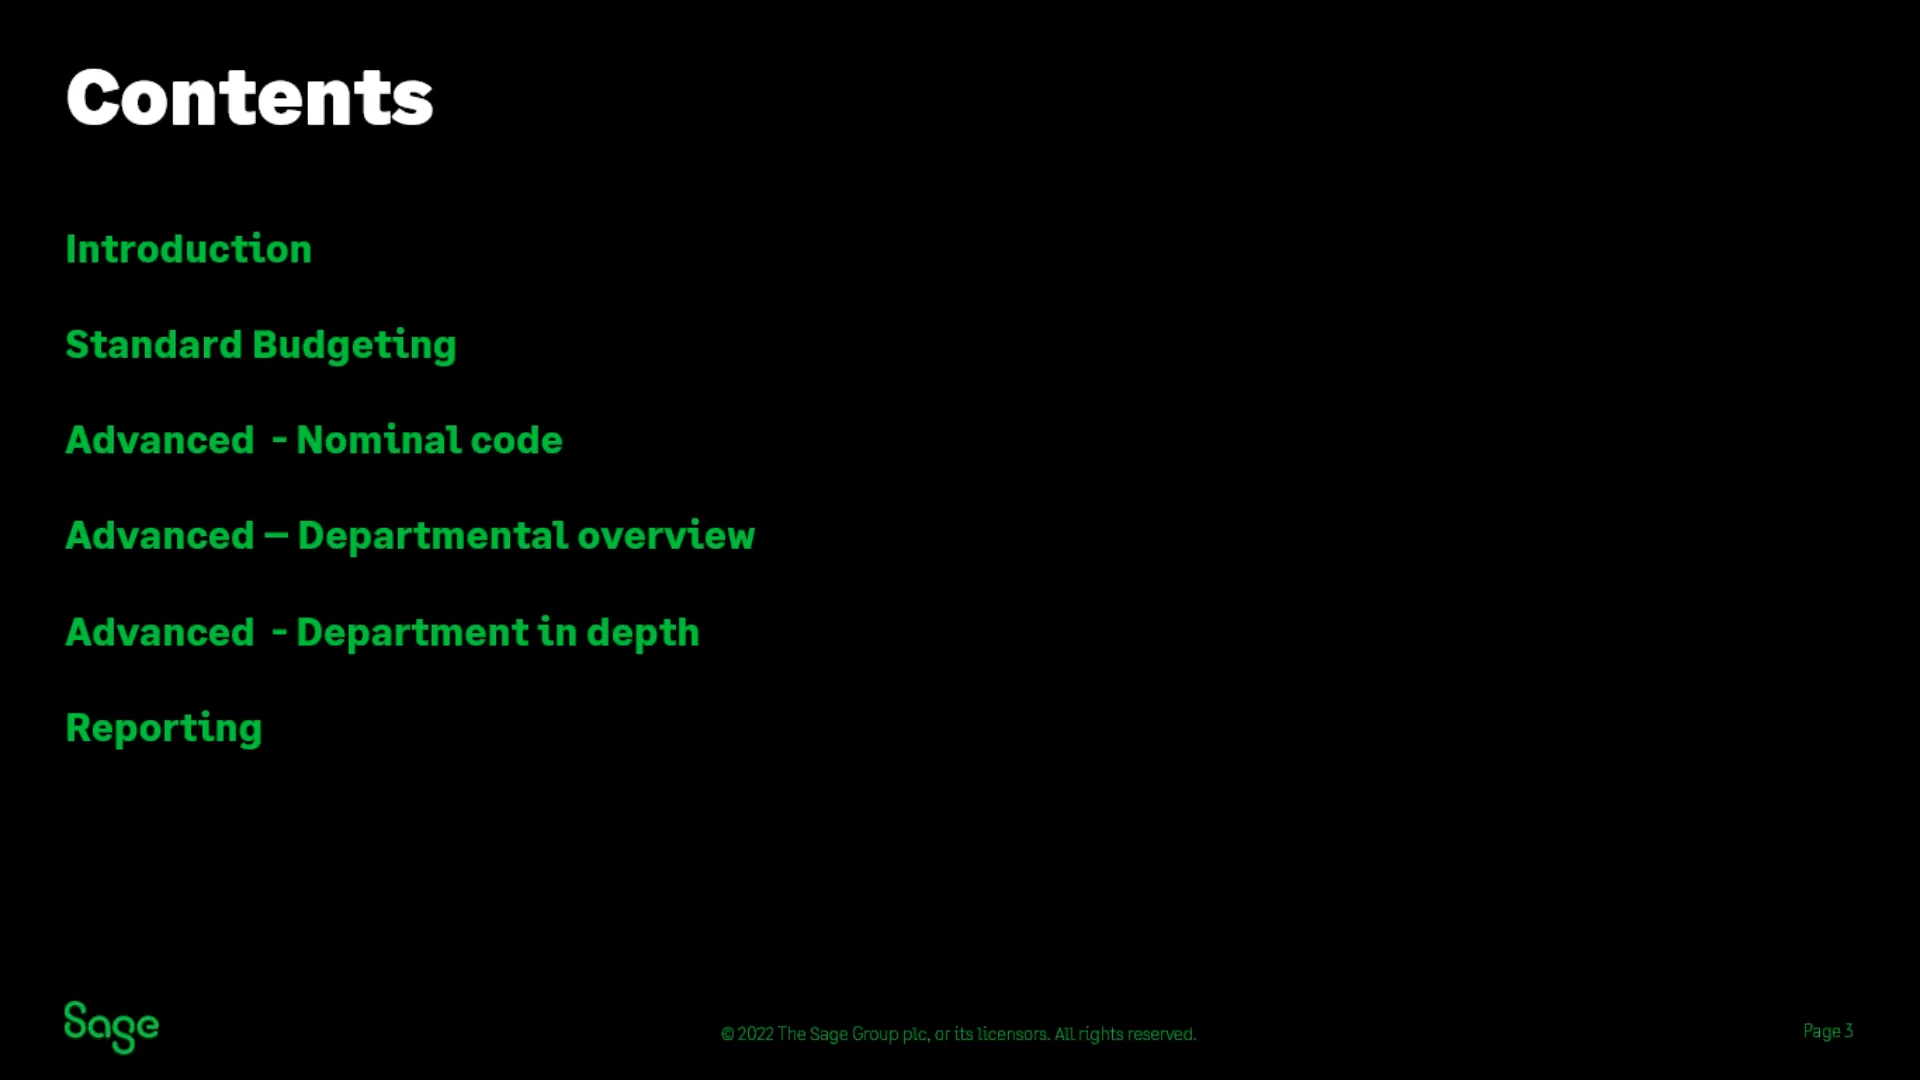 Contents
Introduction
Standard Budgeting
Advanced - Nominal code
Advanced – Departmental overview
Advanced - Department in depth
Reporting
Sage
© 2022 The Sage Group plc, or its licensors. All rights reserved.
Page 3